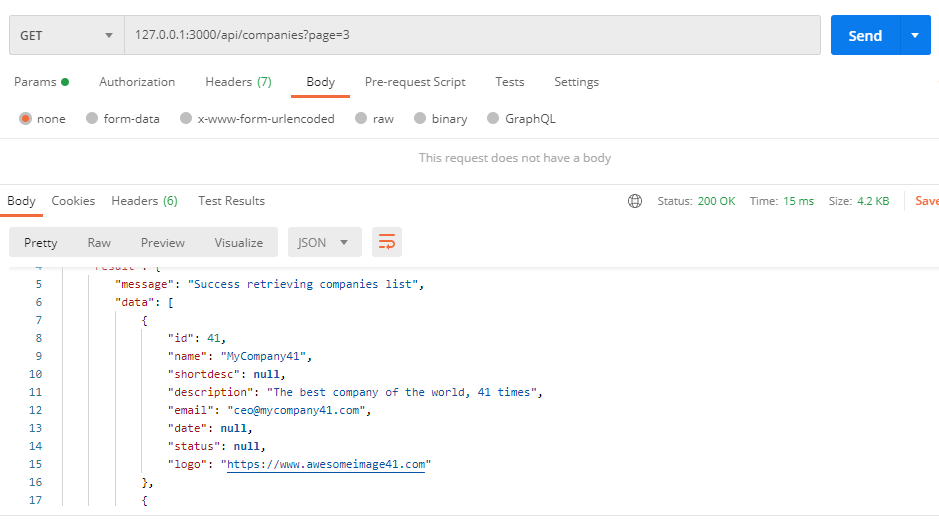 GET 127.0.0.1:3000/api/companies?page=3 Send
Params Authorization Headers (7) Body Pre-request Script Tests Settings
none form-data x-www-form-urlencoded raw binary GraphQL
This request does not have a body
Body Cookies Headers (6) Test Results Status: 200 OK Time: 15 ms Size: 4.2 KB Save
Pretty Raw Preview Visualize JSON
4 "result": {
5 "message": "Success retrieving companies list",
6 "data": [
7 {
8 "id": 41,
9 "name": "MyCompany41",
10 "shortdesc": null,
11 "description": "The best company of the world, 41 times",
12 "email": "ceo@mycompany41.com",
13 "date": null,
14 "status": null,
15 "logo": "https://www.awesomeimage41.com"
16 },
17 {